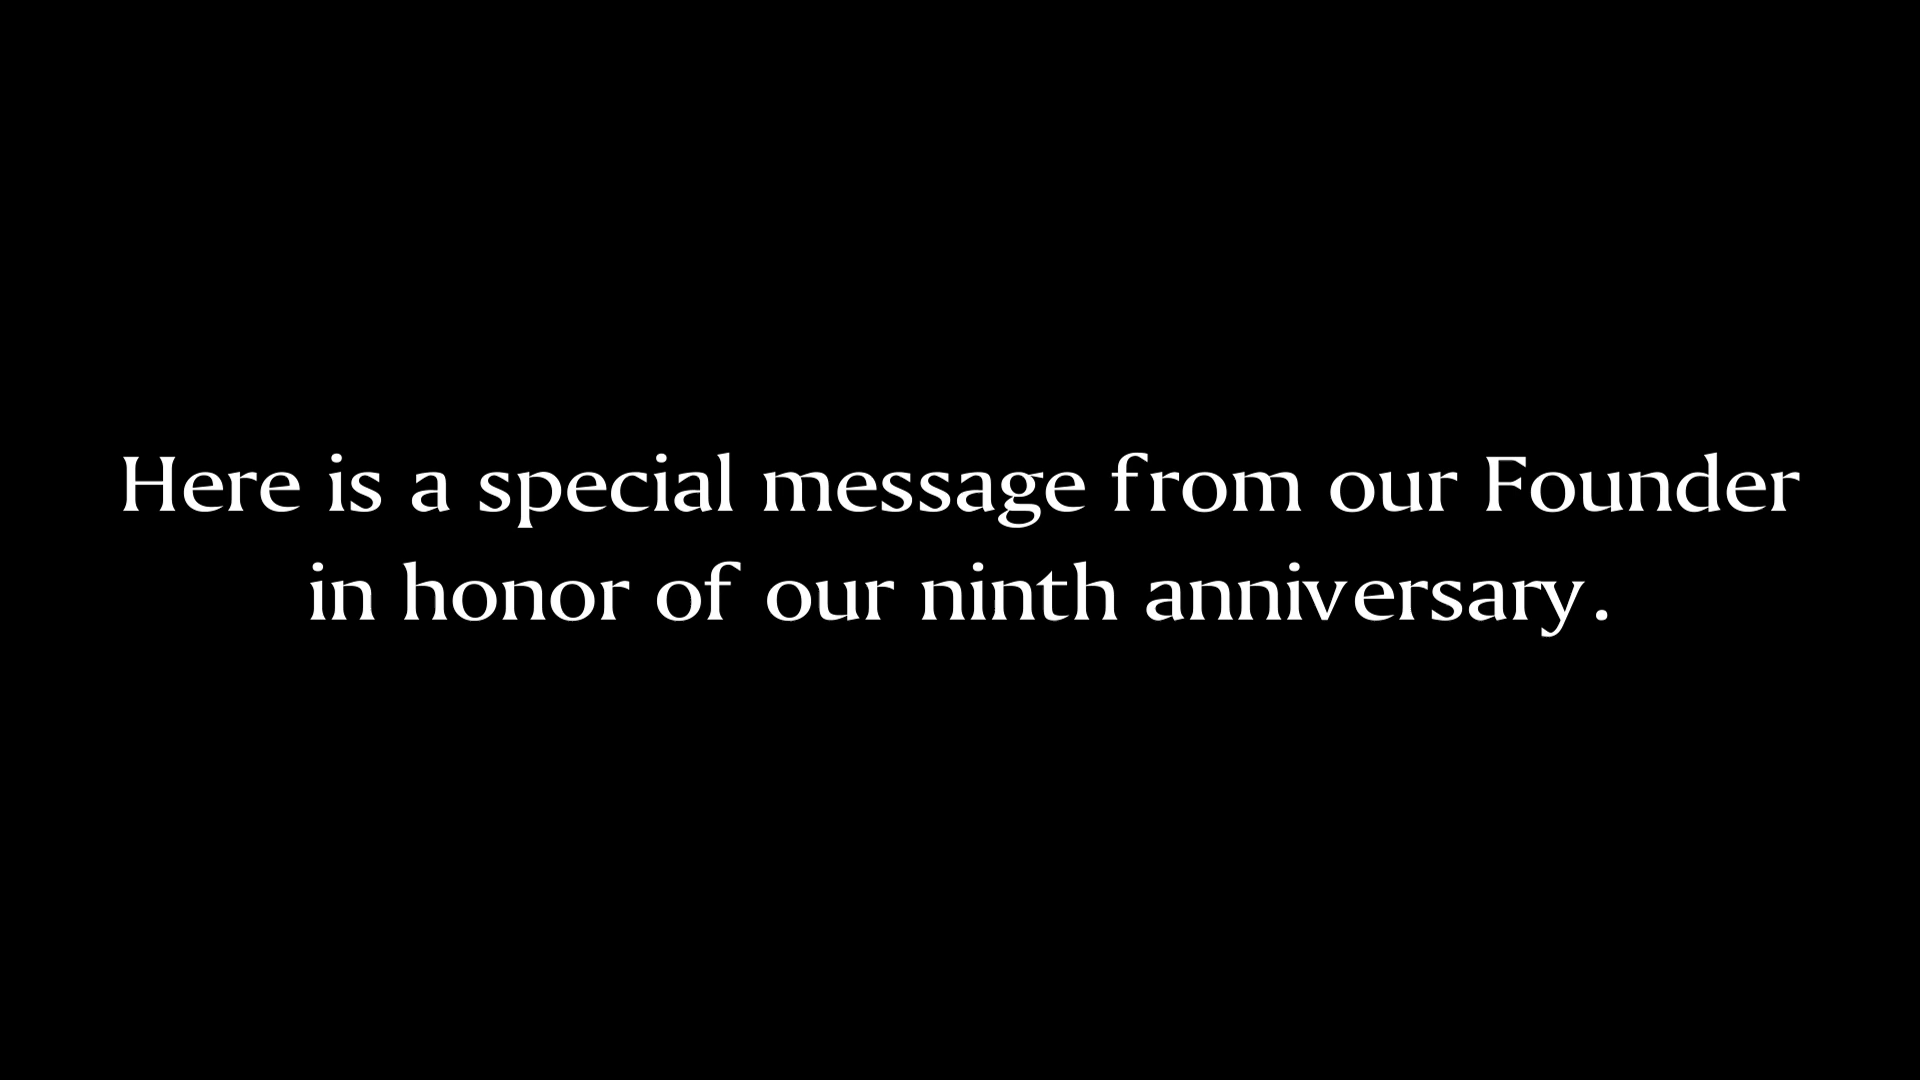 Here is a special message from our Founder
in honor of our ninth anniversary.